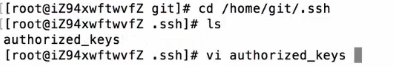 [[root@iZ94xwftwvfZ git]# cd /home/git/.ssh
[[root@iZ94xwftwvfZ .ssh]# ls
authorized_keys
[root@iZ94xwftwvfZ .ssh]# vi authorized_keys